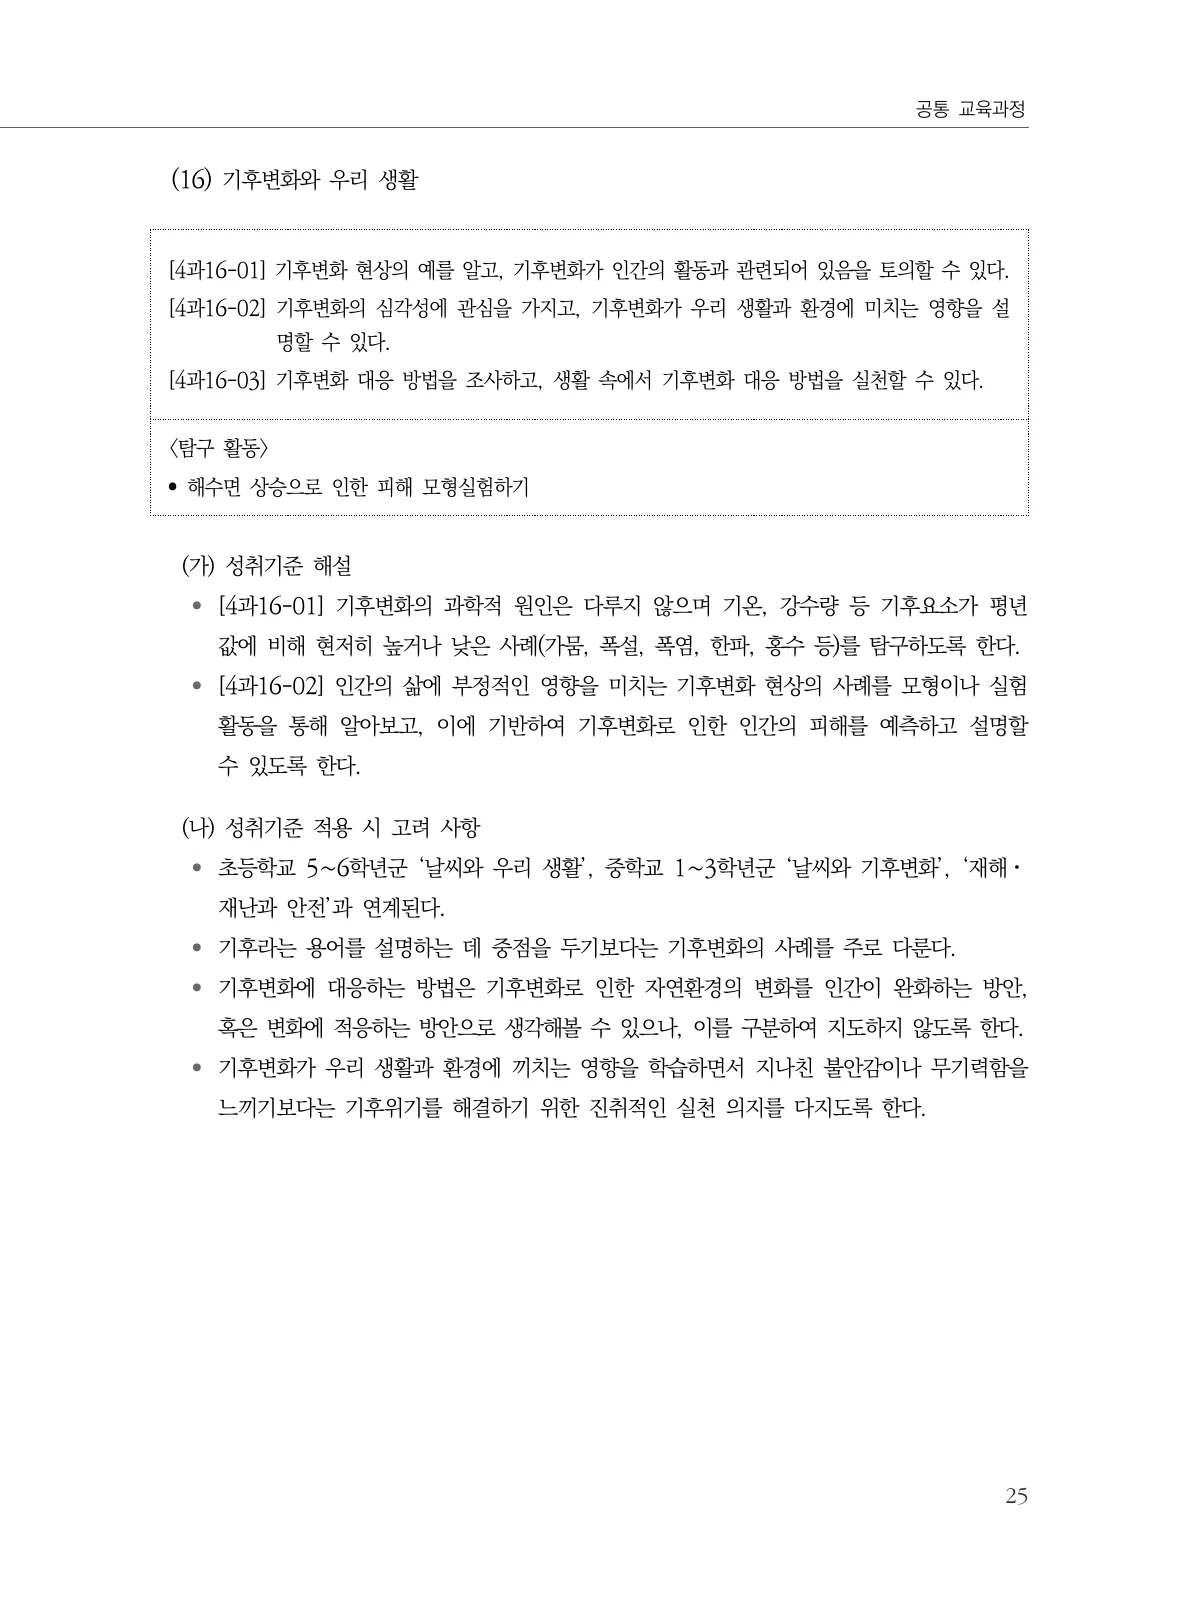 공통 교육과정
(16) 기후변화와 우리 생활
[4과16-01] 기후변화 현상의 예를 알고, 기후변화가 인간의 활동과 관련되어 있음을 토의할 수 있다.
[4과16-02] 기후변화의 심각성에 관심을 가지고, 기후변화가 우리 생활과 환경에 미치는 영향을 설
명할 수 있다.
[4과16-03] 기후변화 대응 방법을 조사하고, 생활 속에서 기후변화 대응 방법을 실천할 수 있다.
〈탐구 활동〉
• 해수면 상승으로 인한 피해 모형실험하기
(가) 성취기준 해설
• [4과16-01] 기후변화의 과학적 원인은 다루지 않으며 기온, 강수량 등 기후요소가 평년
값에 비해 현저히 높거나 낮은 사례(가뭄, 폭설, 폭염, 한파, 홍수 등)를 탐구하도록 한다.
• [4과16-02] 인간의 삶에 부정적인 영향을 미치는 기후변화 현상의 사례를 모형이나 실험
활동을 통해 알아보고, 이에 기반하여 기후변화로 인한 인간의 피해를 예측하고 설명할
수 있도록 한다.
(나) 성취기준 적용 시 고려 사항
• 초등학교 5~6학년군 ‘날씨와 우리 생활’, 중학교 1~3학년군 ‘날씨와 기후변화’, ‘재해·
재난과 안전’과 연계된다.
• 기후라는 용어를 설명하는 데 중점을 두기보다는 기후변화의 사례를 주로 다룬다.
• 기후변화에 대응하는 방법은 기후변화로 인한 자연환경의 변화를 인간이 완화하는 방안,
혹은 변화에 적응하는 방안으로 생각해볼 수 있으나, 이를 구분하여 지도하지 않도록 한다.
• 기후변화가 우리 생활과 환경에 끼치는 영향을 학습하면서 지나친 불안감이나 무기력함을
느끼기보다는 기후위기를 해결하기 위한 진취적인 실천 의지를 다지도록 한다.
25